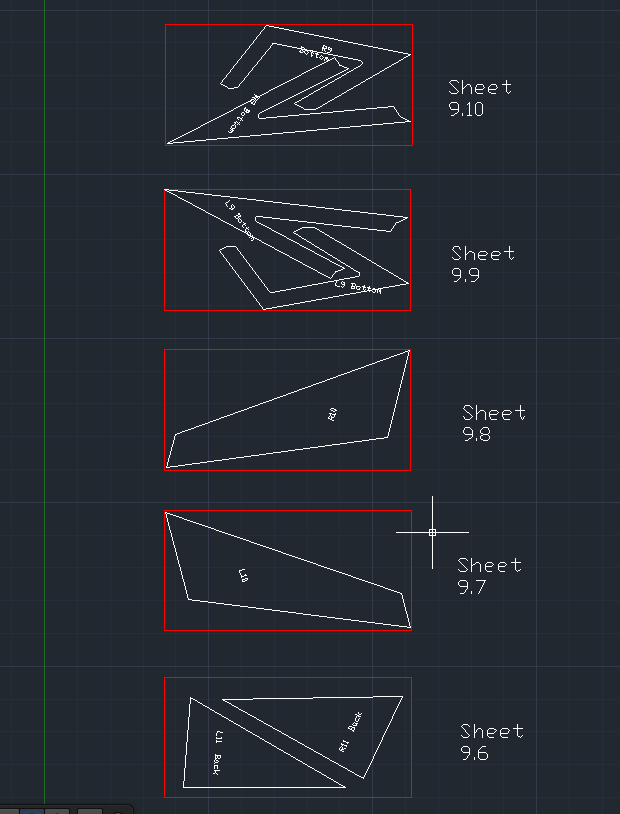 R9
Bottom
R9 Bottom
Sheet
9.10
L9 Bottom
L9 Bottom
Sheet
9.9
R10
Sheet
9.8
L10
Sheet
9.7
L11 Back
R11 Back
Sheet
9.6